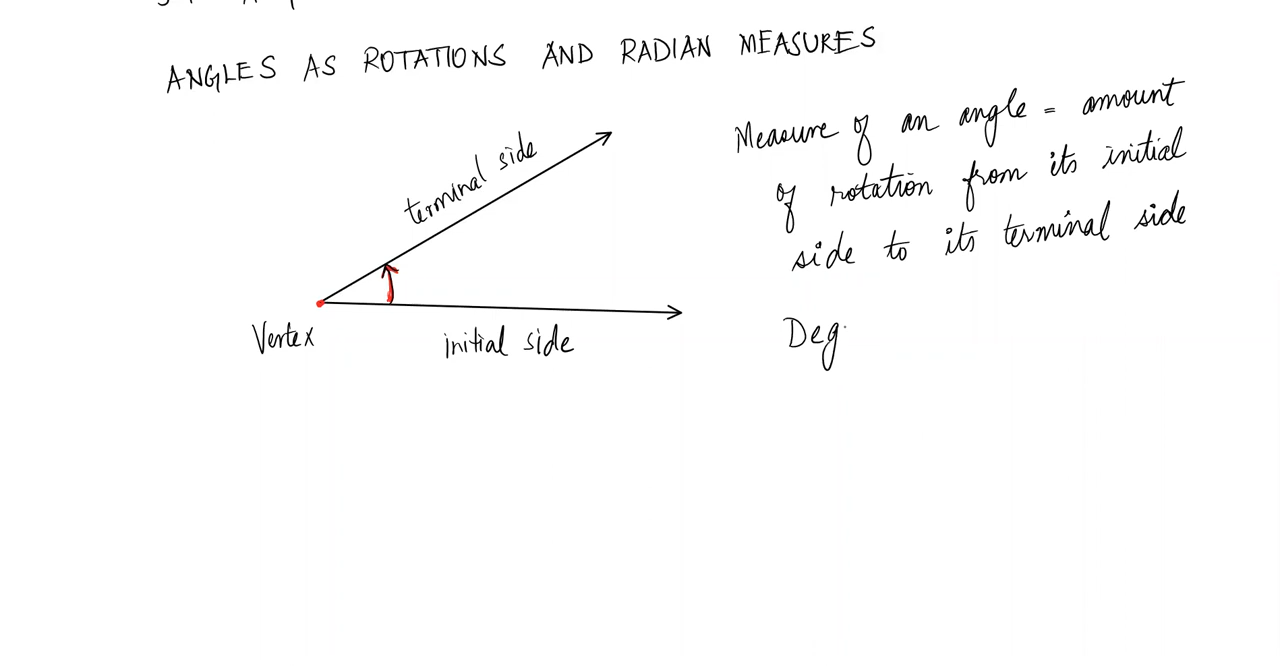 ANGLES AS ROTATIONS AND RADIAN MEASURES
terminal side
Vertex
initial side
Measure of an angle = amount
of rotation from its initial
side to its terminal side
Deg